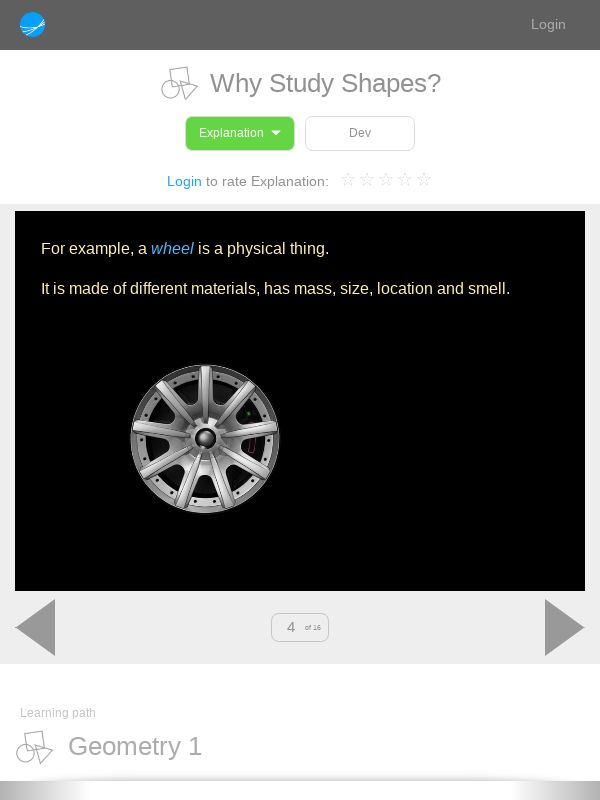 Login
Why Study Shapes?
Explanation
Dev
Login to rate Explanation:
For example, a wheel is a physical thing.
It is made of different materials, has mass, size, location and smell.
4 of 16
Learning path
Geometry 1